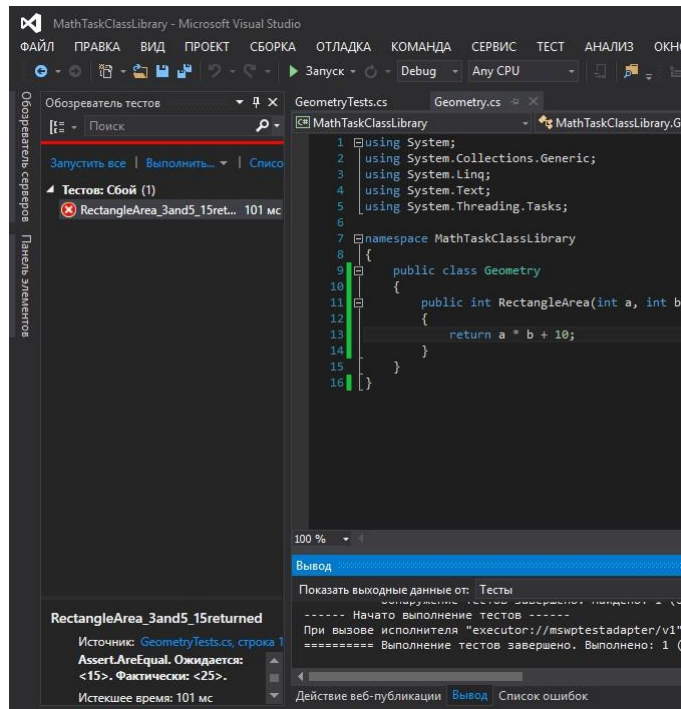 MathTaskClassLibrary - Microsoft Visual Studio
ФАЙЛ ПРАВКА ВИД ПРОЕКТ СБОРКА ОТЛАДКА КОМАНДА СЕРВИС ТЕСТ АНАЛИЗ ОКНО
Запуск Debug Any CPU
Обозреватель серверов
Панель элементов
Обозреватель тестов
Поиск
Запустить все | Выполнить... | Списо
Тестов: Сбой (1)
RectangleArea_3and5_15ret... 101 мс
GeometryTests.cs Geometry.cs
MathTaskClassLibrary MathTaskClassLibrary.G
1 using System;
2 using System.Collections.Generic;
3 using System.Linq;
4 using System.Text;
5 using System.Threading.Tasks;
6
7 namespace MathTaskClassLibrary
8 {
9 public class Geometry
10 {
11 public int RectangleArea(int a, int b
12 {
13 return a * b + 10;
14 }
15 }
16 }
100 %
Вывод
Показать выходные данные от: Тесты
------ Начато выполнение тестов ------
При вызове исполнителя "executor://mswptestadapter/v1"
========== Выполнение тестов завершено. Выполнено: 1 (
Действие веб-публикации Вывод Список ошибок
RectangleArea_3and5_15returned
Источник: GeometryTests.cs, строка 1
Assert.AreEqual. Ожидается:
<15>. Фактически: <25>.
Истекшее время: 101 мс